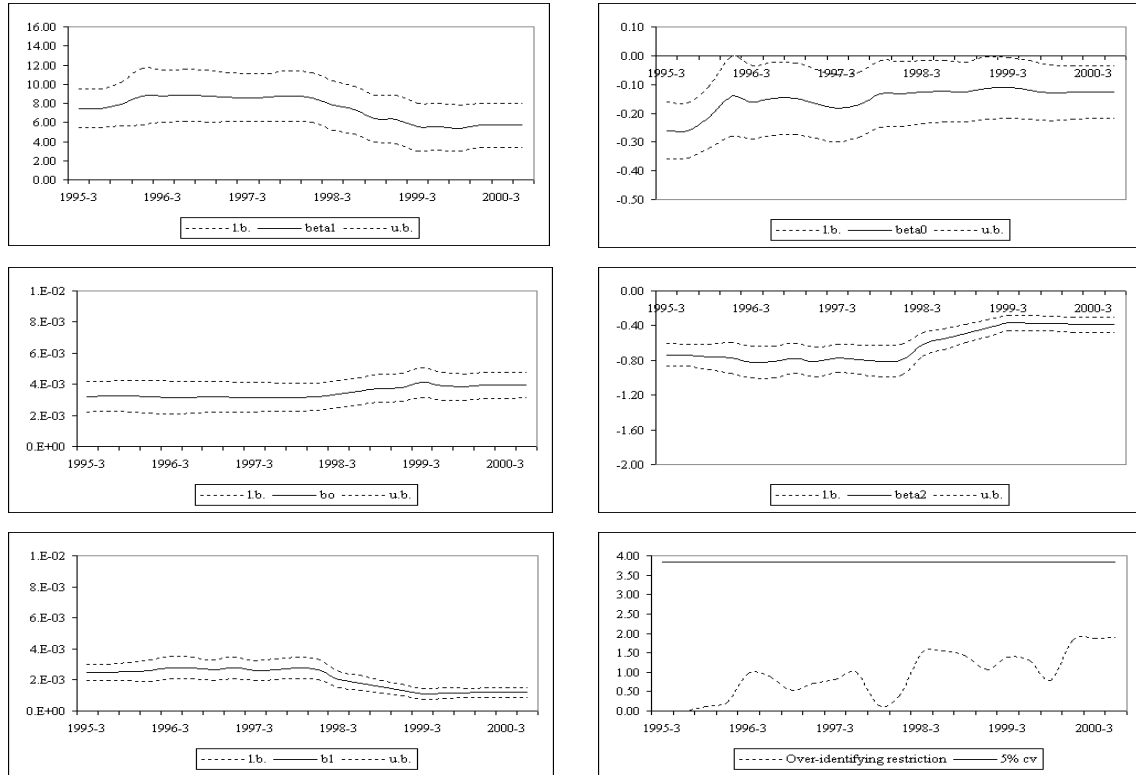 16.00
14.00
12.00
10.00
8.00
6.00
4.00
2.00
0.00
1995-3 1996-3 1997-3 1998-3 1999-3 2000-3
l.b. beta1 u.b.
0.10
0.00
-0.10
-0.20
-0.30
-0.40
-0.50
1995-3 1996-3 1997-3 1998-3 1999-3 2000-3
l.b. beta0 u.b.
1.E-02
8.E-03
6.E-03
4.E-03
2.E-03
0.E+00
1995-3 1996-3 1997-3 1998-3 1999-3 2000-3
l.b. bo u.b.
0.00
-0.40
-0.80
-1.20
-1.60
-2.00
1995-3 1996-3 1997-3 1998-3 1999-3 2000-3
l.b. beta2 u.b.
1.E-02
8.E-03
6.E-03
4.E-03
2.E-03
0.E+00
1995-3 1996-3 1997-3 1998-3 1999-3 2000-3
l.b. b1 u.b.
4.00
3.50
3.00
2.50
2.00
1.50
1.00
0.50
0.00
1995-3 1996-3 1997-3 1998-3 1999-3 2000-3
Over-identifying restriction 5% cv